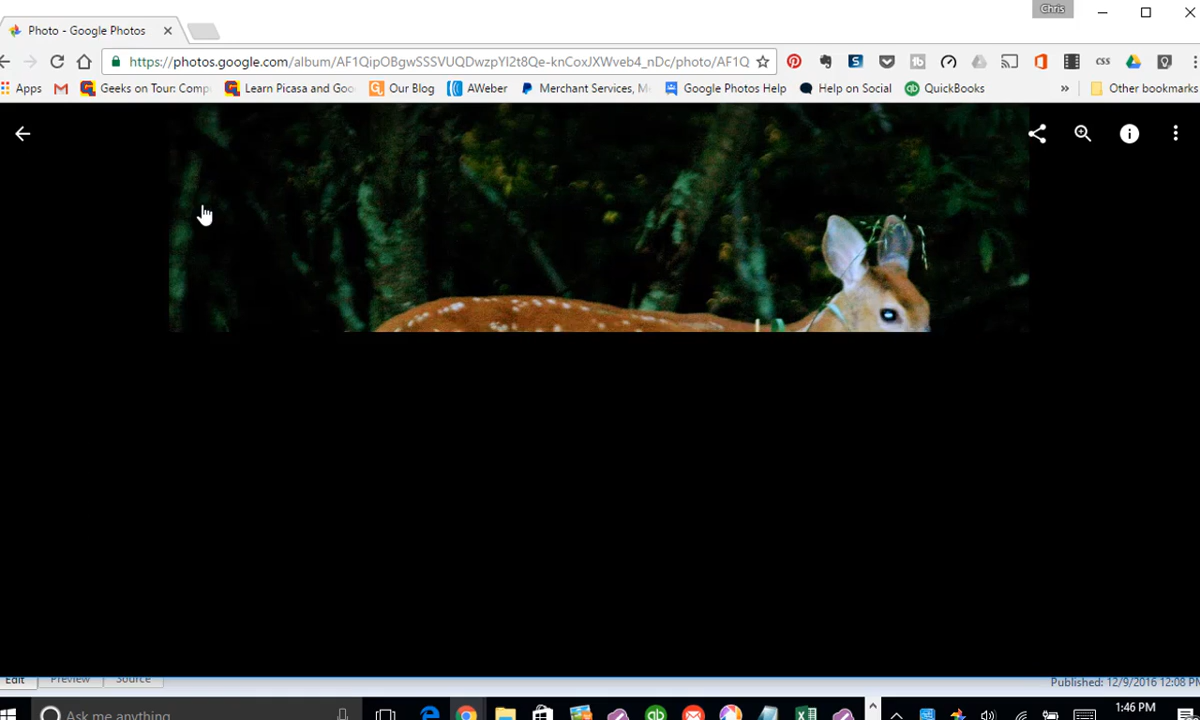 Chris
Photo - Google Photos
https://photos.google.com/album/AF1QipOBgwSSSVUQDwzpYI2t8Qe-knCoxJXWveb4_nDc/photo/AF1Q
css
Apps Geeks on Tour: Comp Learn Picasa and Goo Our Blog AWeber Merchant Services, M Google Photos Help Help on Social QuickBooks » Other bookmarks
Edit Preview Source Published: 12/9/2016 12:08 P
Ask me anything 1:46 PM